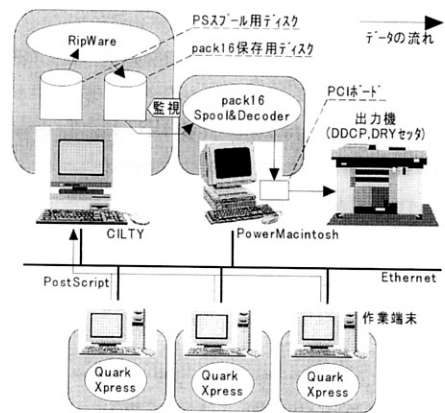 PSスプール用ディスク
RipWare
データの流れ
pack16保存用ディスク
PCIボード
監視
pack16
Spool&Decoder
出力機
(DDCP,DRYセッタ)
CILTY
PowerMacintosh
PostScript
Ethernet
作業端末
Quark
Xpress
Quark
Xpress
Quark
Xpress